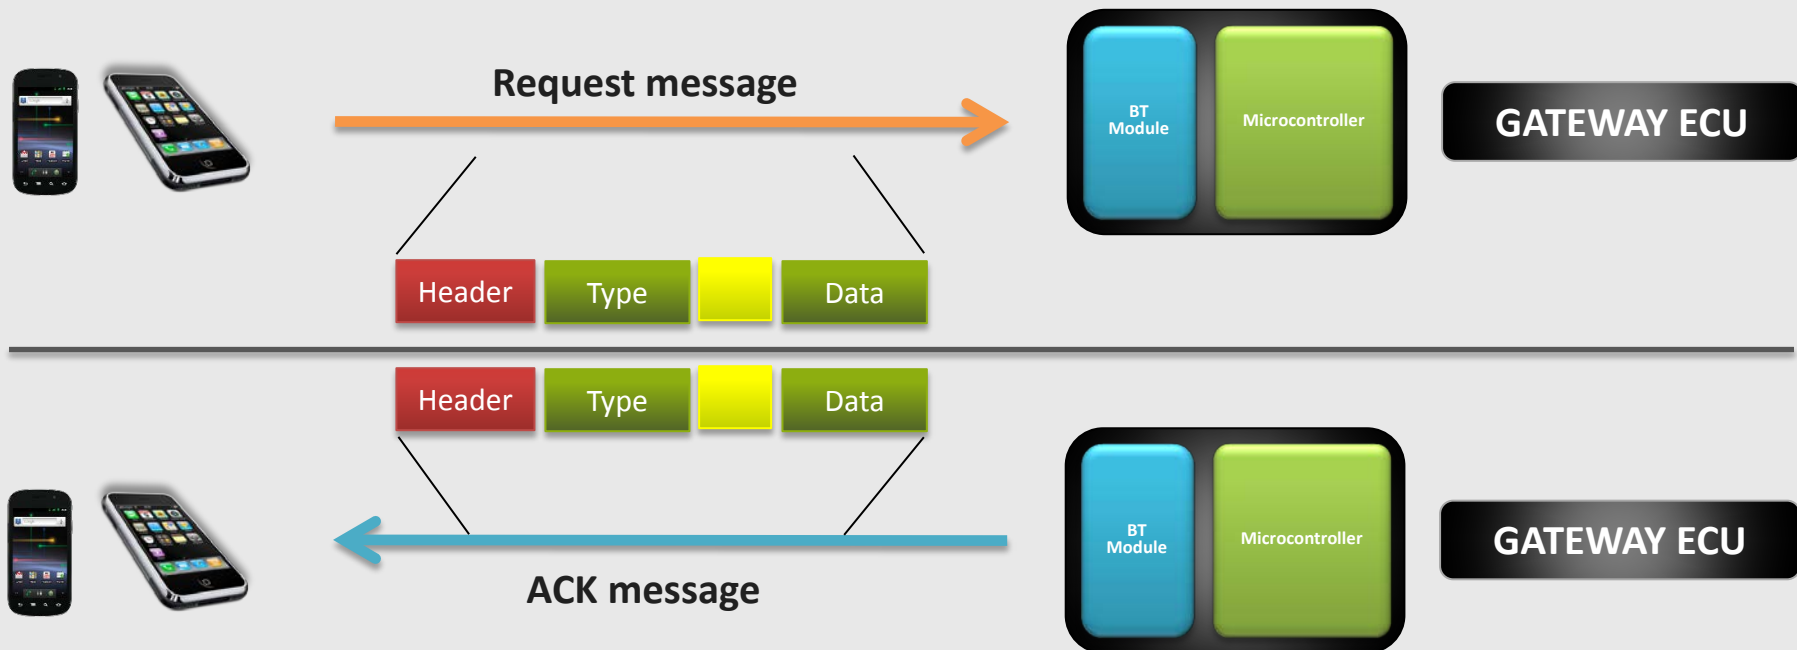 Request message
BT
Module
Microcontroller
GATEWAY ECU
Header
Type
Data
Header
Type
Data
BT
Module
Microcontroller
GATEWAY ECU
ACK message